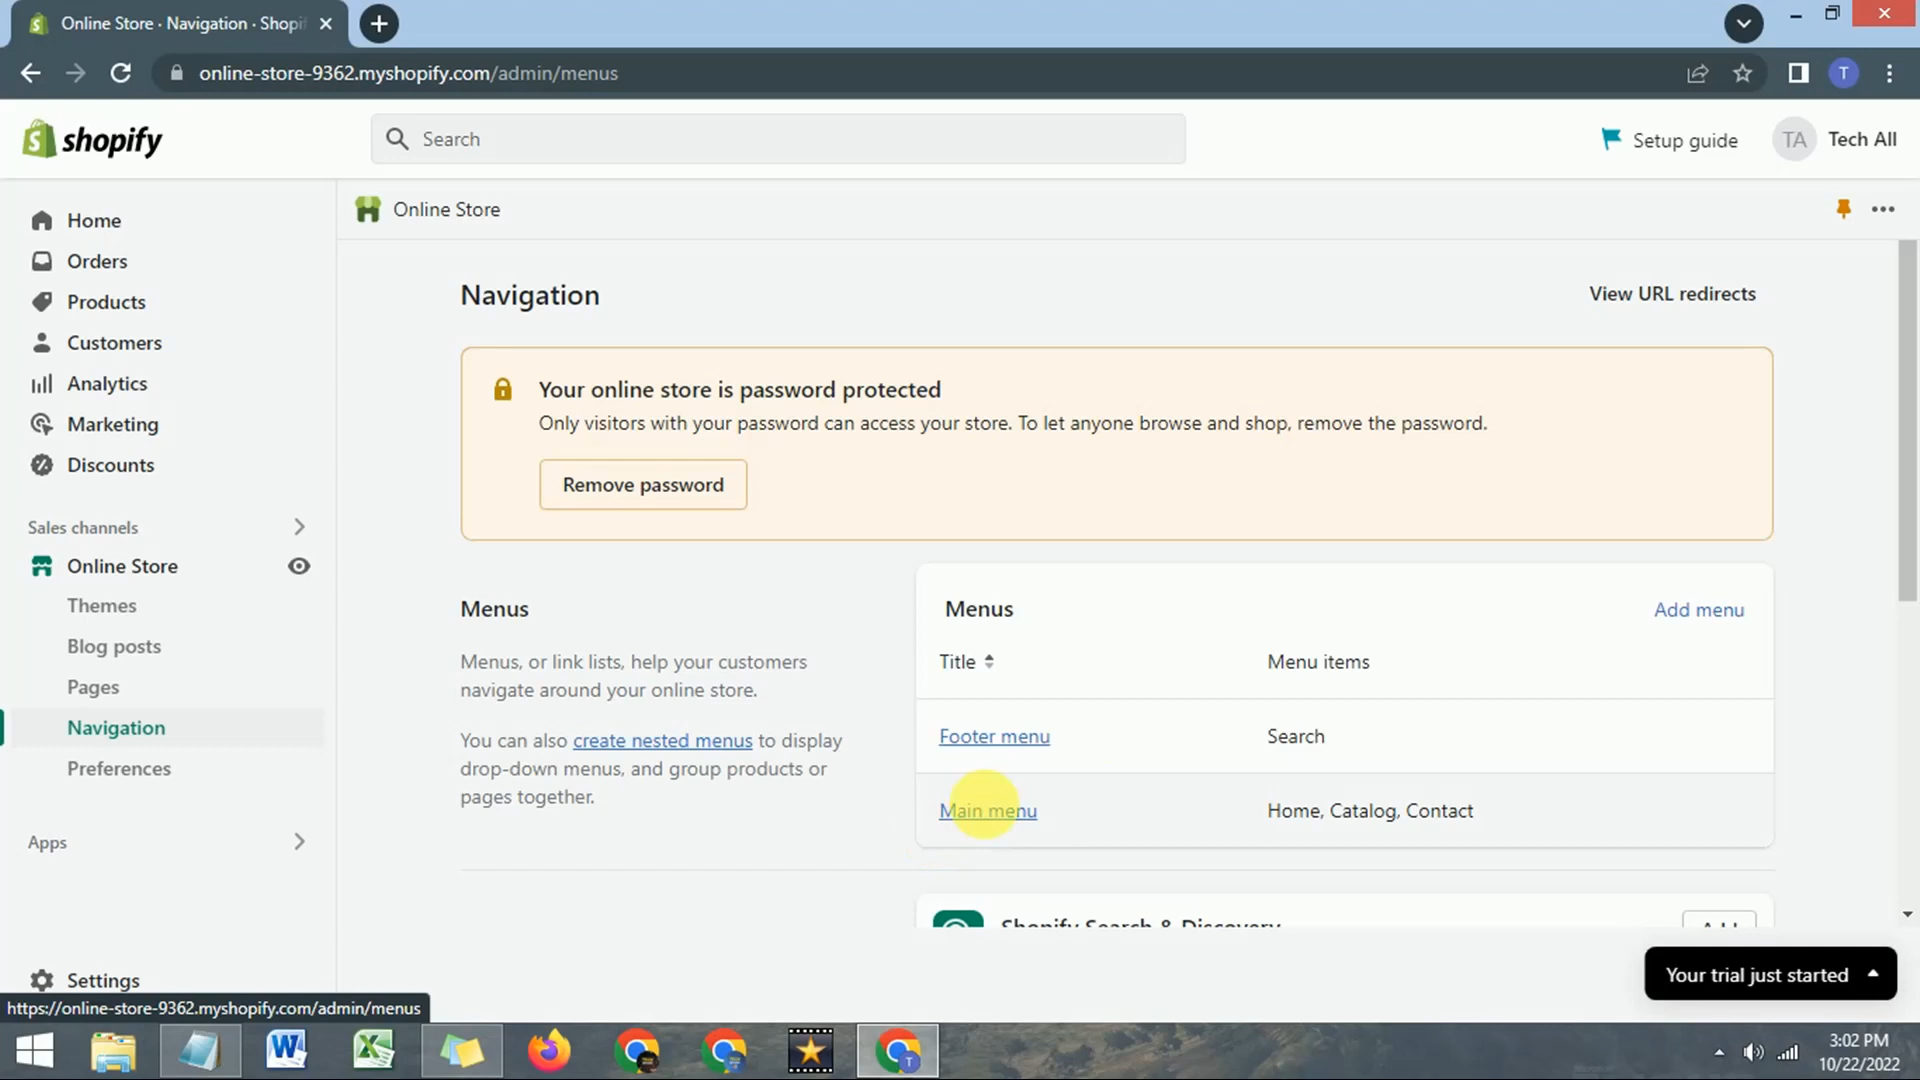 Online Store · Navigation · Shopi
online-store-9362.myshopify.com/admin/menus
T
shopify
Search
Setup guide
TA
Tech All
Home
Orders
Products
Customers
Analytics
Marketing
Discounts
Sales channels
Online Store
Themes
Blog posts
Pages
Navigation
Preferences
Apps
Settings
Online Store
Navigation
View URL redirects
Your online store is password protected
Only visitors with your password can access your store. To let anyone browse and shop, remove the password.
Remove password
Menus
Menus, or link lists, help your customers
navigate around your online store.
You can also create nested menus to display
drop-down menus, and group products or
pages together.
Menus
Add menu
Title
Menu items
Footer menu
Search
Main menu
Home, Catalog, Contact
Shopify Search & Discovery
Add
Your trial just started
https://online-store-9362.myshopify.com/admin/menus
3:02 PM
10/22/2022